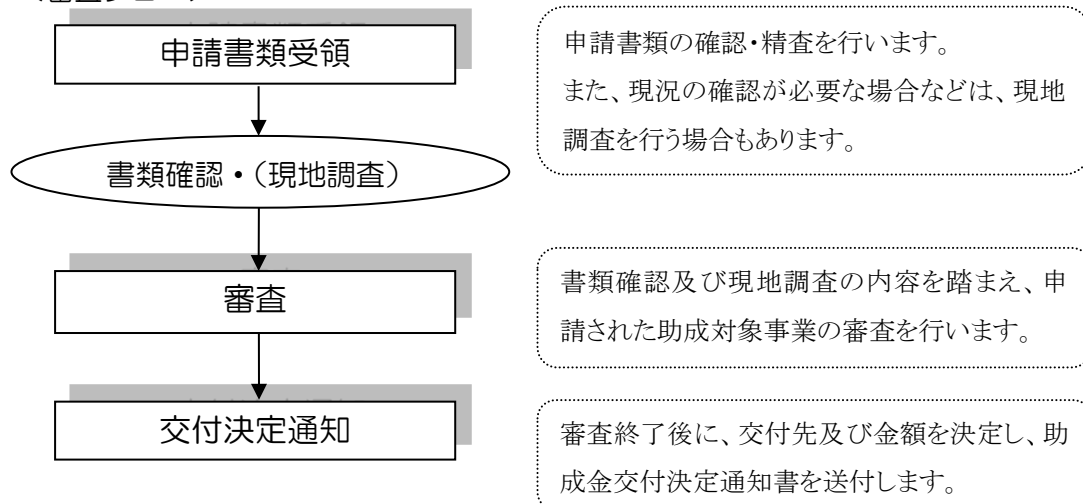 申請書類受領
申請書類の確認・精査を行います。
また、現況の確認が必要な場合などは、現地
調査を行う場合もあります。
書類確認・（現地調査）
審査
書類確認及び現地調査の内容を踏まえ、申
請された助成対象事業の審査を行います。
交付決定通知
審査終了後に、交付先及び金額を決定し、助
成金交付決定通知書を送付します。